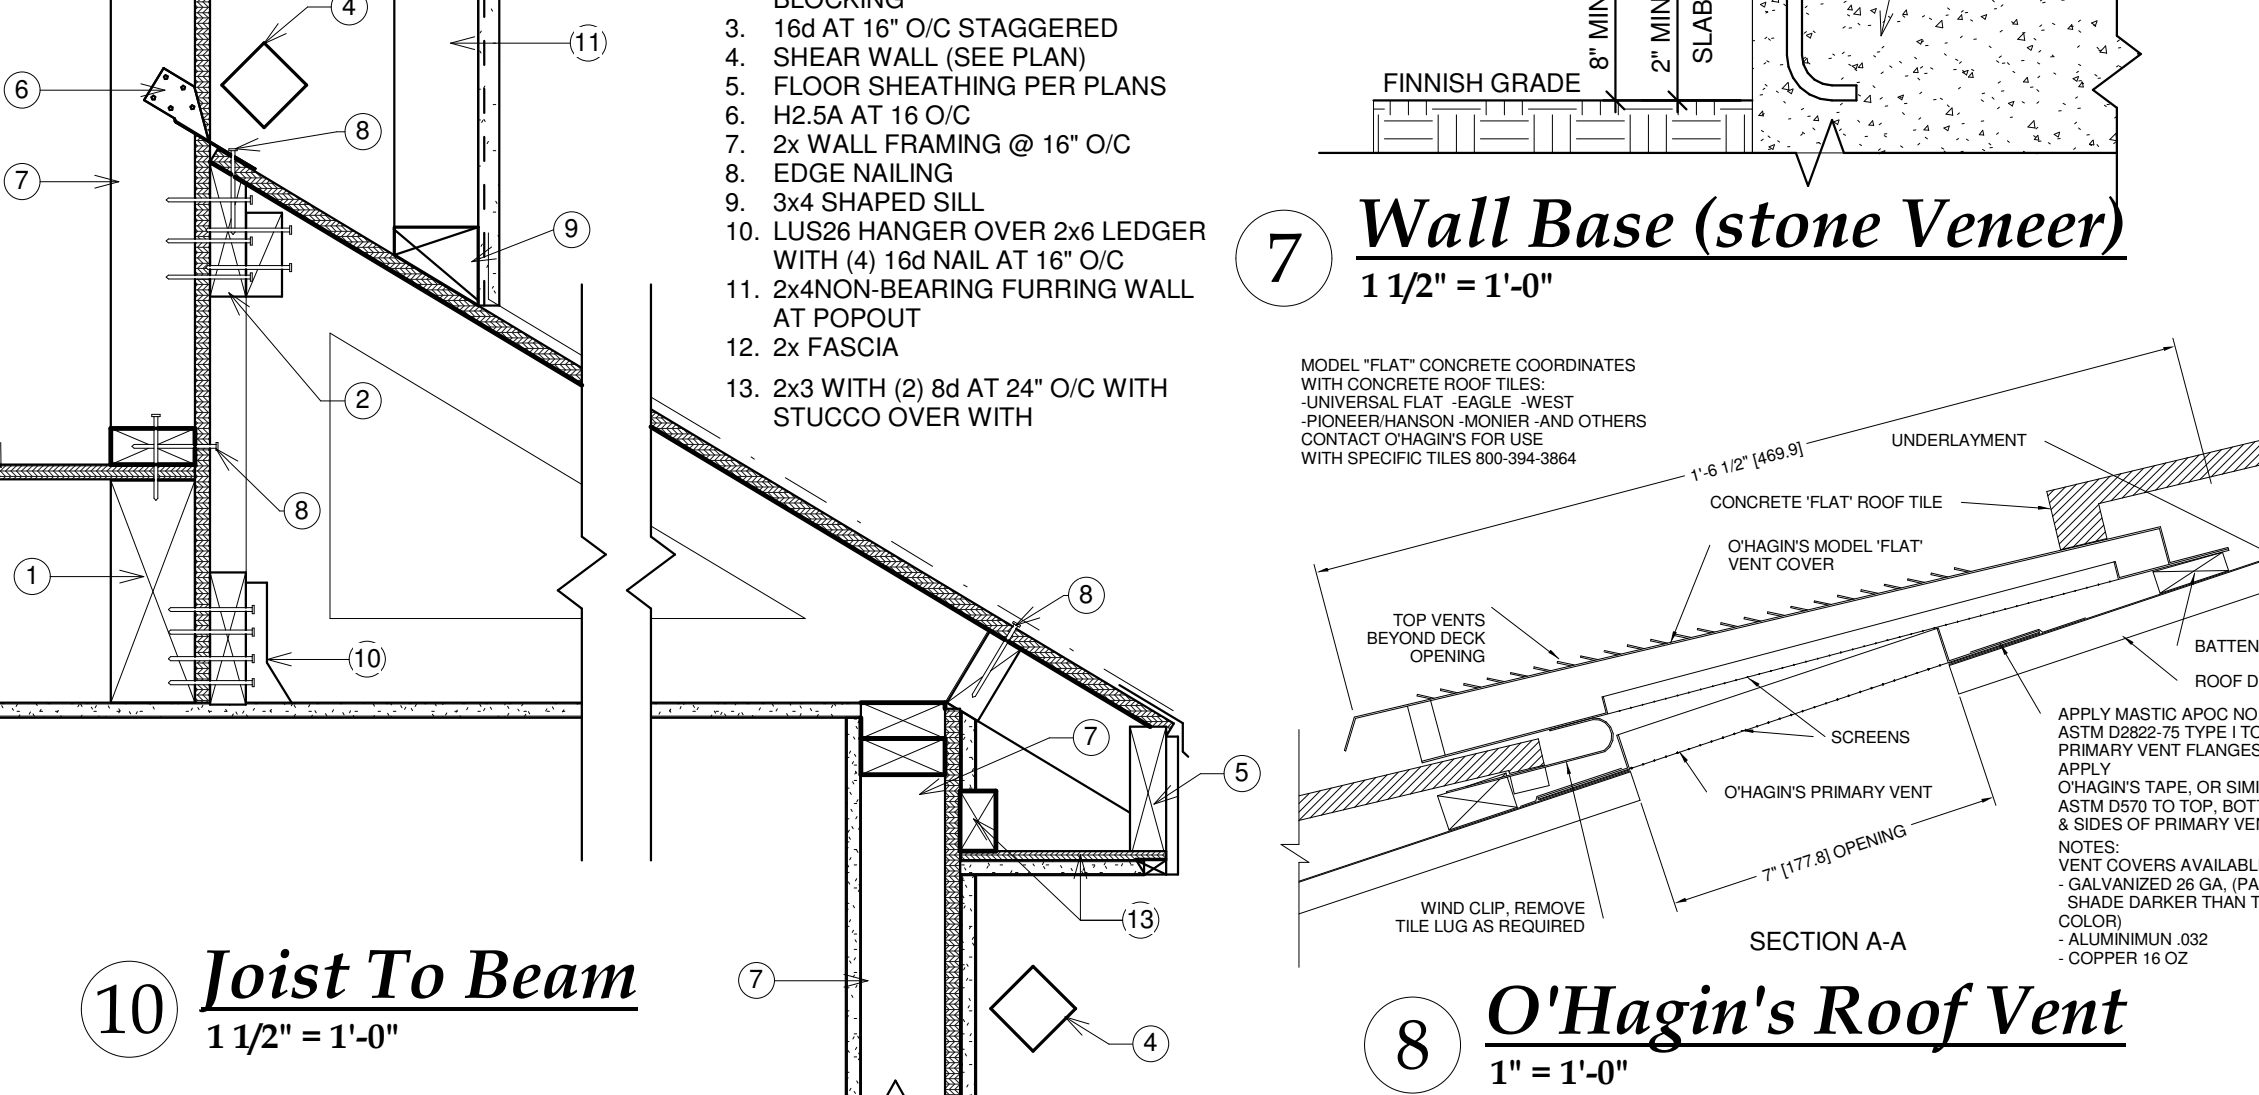 BLOCKING
3. 16d AT 16" O/C STAGGERED
4. SHEAR WALL (SEE PLAN)
5. FLOOR SHEATHING PER PLANS
6. H2.5A AT 16 O/C
7. 2x WALL FRAMING @ 16" O/C
8. EDGE NAILING
9. 3x4 SHAPED SILL
10. LUS26 HANGER OVER 2x6 LEDGER
WITH (4) 16d NAIL AT 16" O/C
11. 2x4NON-BEARING FURRING WALL
AT POPOUT
12. 2x FASCIA
13. 2x3 WITH (2) 8d AT 24" O/C WITH
STUCCO OVER WITH
4
11
6
8
7
9
2
8
1
10
8
7
5
13
7
4
10
Joist To Beam
1 1/2" = 1'-0"
8" MIN
2" MIN
SLAB
FINNISH GRADE
7
Wall Base (stone Veneer)
1 1/2" = 1'-0"
MODEL "FLAT" CONCRETE COORDINATES
WITH CONCRETE ROOF TILES:
-UNIVERSAL FLAT -EAGLE -WEST
-PIONEER/HANSON -MONIER -AND OTHERS
CONTACT O'HAGIN'S FOR USE
WITH SPECIFIC TILES 800-394-3864
1'-6 1/2" [469.9]
UNDERLAYMENT
CONCRETE 'FLAT' ROOF TILE
O'HAGIN'S MODEL 'FLAT'
VENT COVER
TOP VENTS
BEYOND DECK
OPENING
BATTEN
ROOF D
SCREENS
O'HAGIN'S PRIMARY VENT
7" [177.8] OPENING
WIND CLIP, REMOVE
TILE LUG AS REQUIRED
APPLY MASTIC APOC NO
ASTM D2822-75 TYPE I TO
PRIMARY VENT FLANGES
APPLY
O'HAGIN'S TAPE, OR SIMI
ASTM D570 TO TOP, BOTT
& SIDES OF PRIMARY VEN
NOTES:
VENT COVERS AVAILABLE
- GALVANIZED 26 GA, (PA
SHADE DARKER THAN T
COLOR)
- ALUMINIMUN .032
- COPPER 16 OZ
SECTION A-A
8
O'Hagin's Roof Vent
1" = 1'-0"